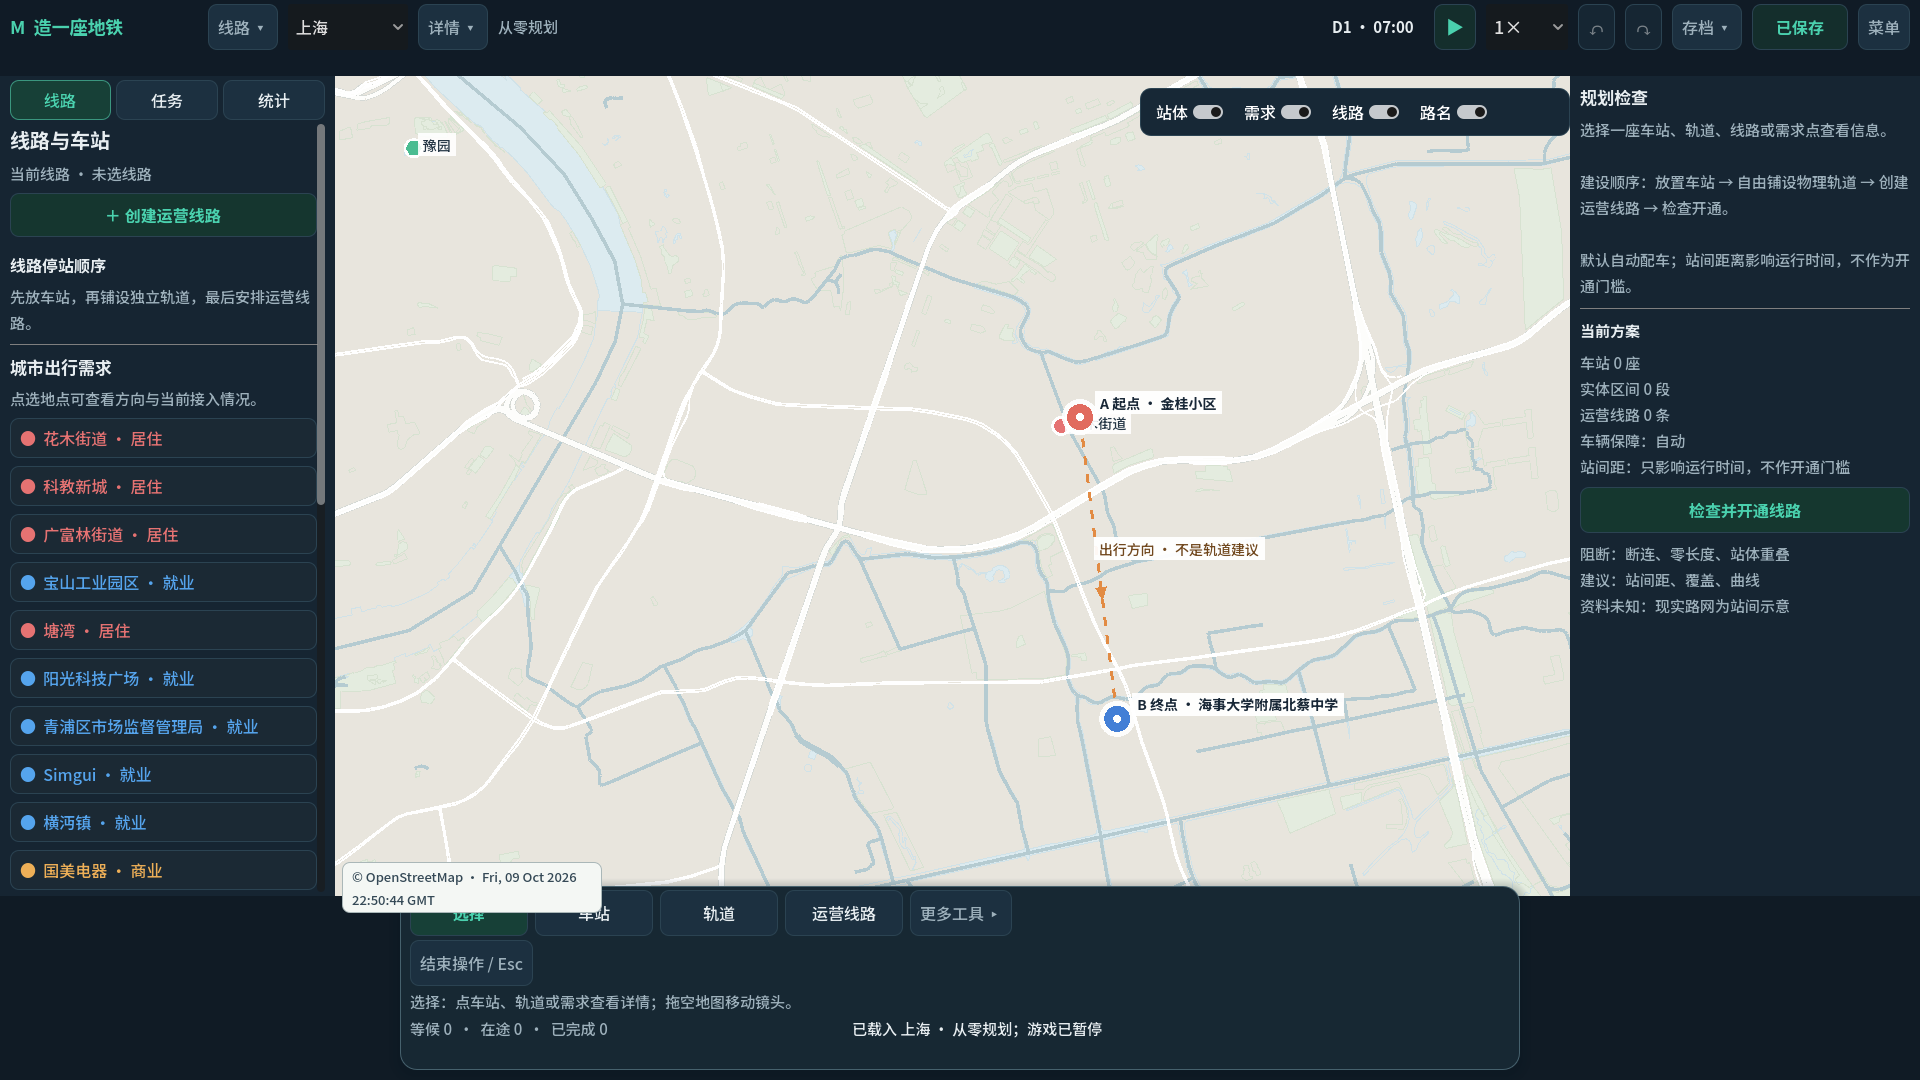 M 造一座地铁
线路 ▾
上海
详情 ▾
从零规划
D1 · 07:00
1×
存档 ▾
已保存
菜单
线路
任务
统计
线路与车站
当前线路 · 未选线路
＋ 创建运营线路
线路停站顺序
先放车站，再铺设独立轨道，最后安排运营线
路。
城市出行需求
点选地点可查看方向与当前接入情况。
花木街道 · 居住
科教新城 · 居住
广富林街道 · 居住
宝山工业园区 · 就业
塘湾 · 居住
阳光科技广场 · 就业
青浦区市场监督管理局 · 就业
Simgui · 就业
横沔镇 · 就业
国美电器 · 商业
站体
需求
线路
路名
豫园
A 起点 · 金桂小区
街道
出行方向 · 不是轨道建议
B 终点 · 海事大学附属北蔡中学
© OpenStreetMap · Fri, 09 Oct 2026
22:50:44 GMT
规划检查
选择一座车站、轨道、线路或需求点查看信息。
建设顺序：放置车站 → 自由铺设物理轨道 → 创建
运营线路 → 检查开通。
默认自动配车；站间距离影响运行时间，不作为开
通门槛。
当前方案
车站 0 座
实体区间 0 段
运营线路 0 条
车辆保障：自动
站间距：只影响运行时间，不作开通门槛
检查并开通线路
阻断：断连、零长度、站体重叠
建议：站间距、覆盖、曲线
资料未知：现实路网为站间示意
选择
车站
轨道
运营线路
更多工具 ▸
结束操作 / Esc
选择：点车站、轨道或需求查看详情；拖空地图移动镜头。
等候 0 · 在途 0 · 已完成 0
已载入 上海 · 从零规划；游戏已暂停